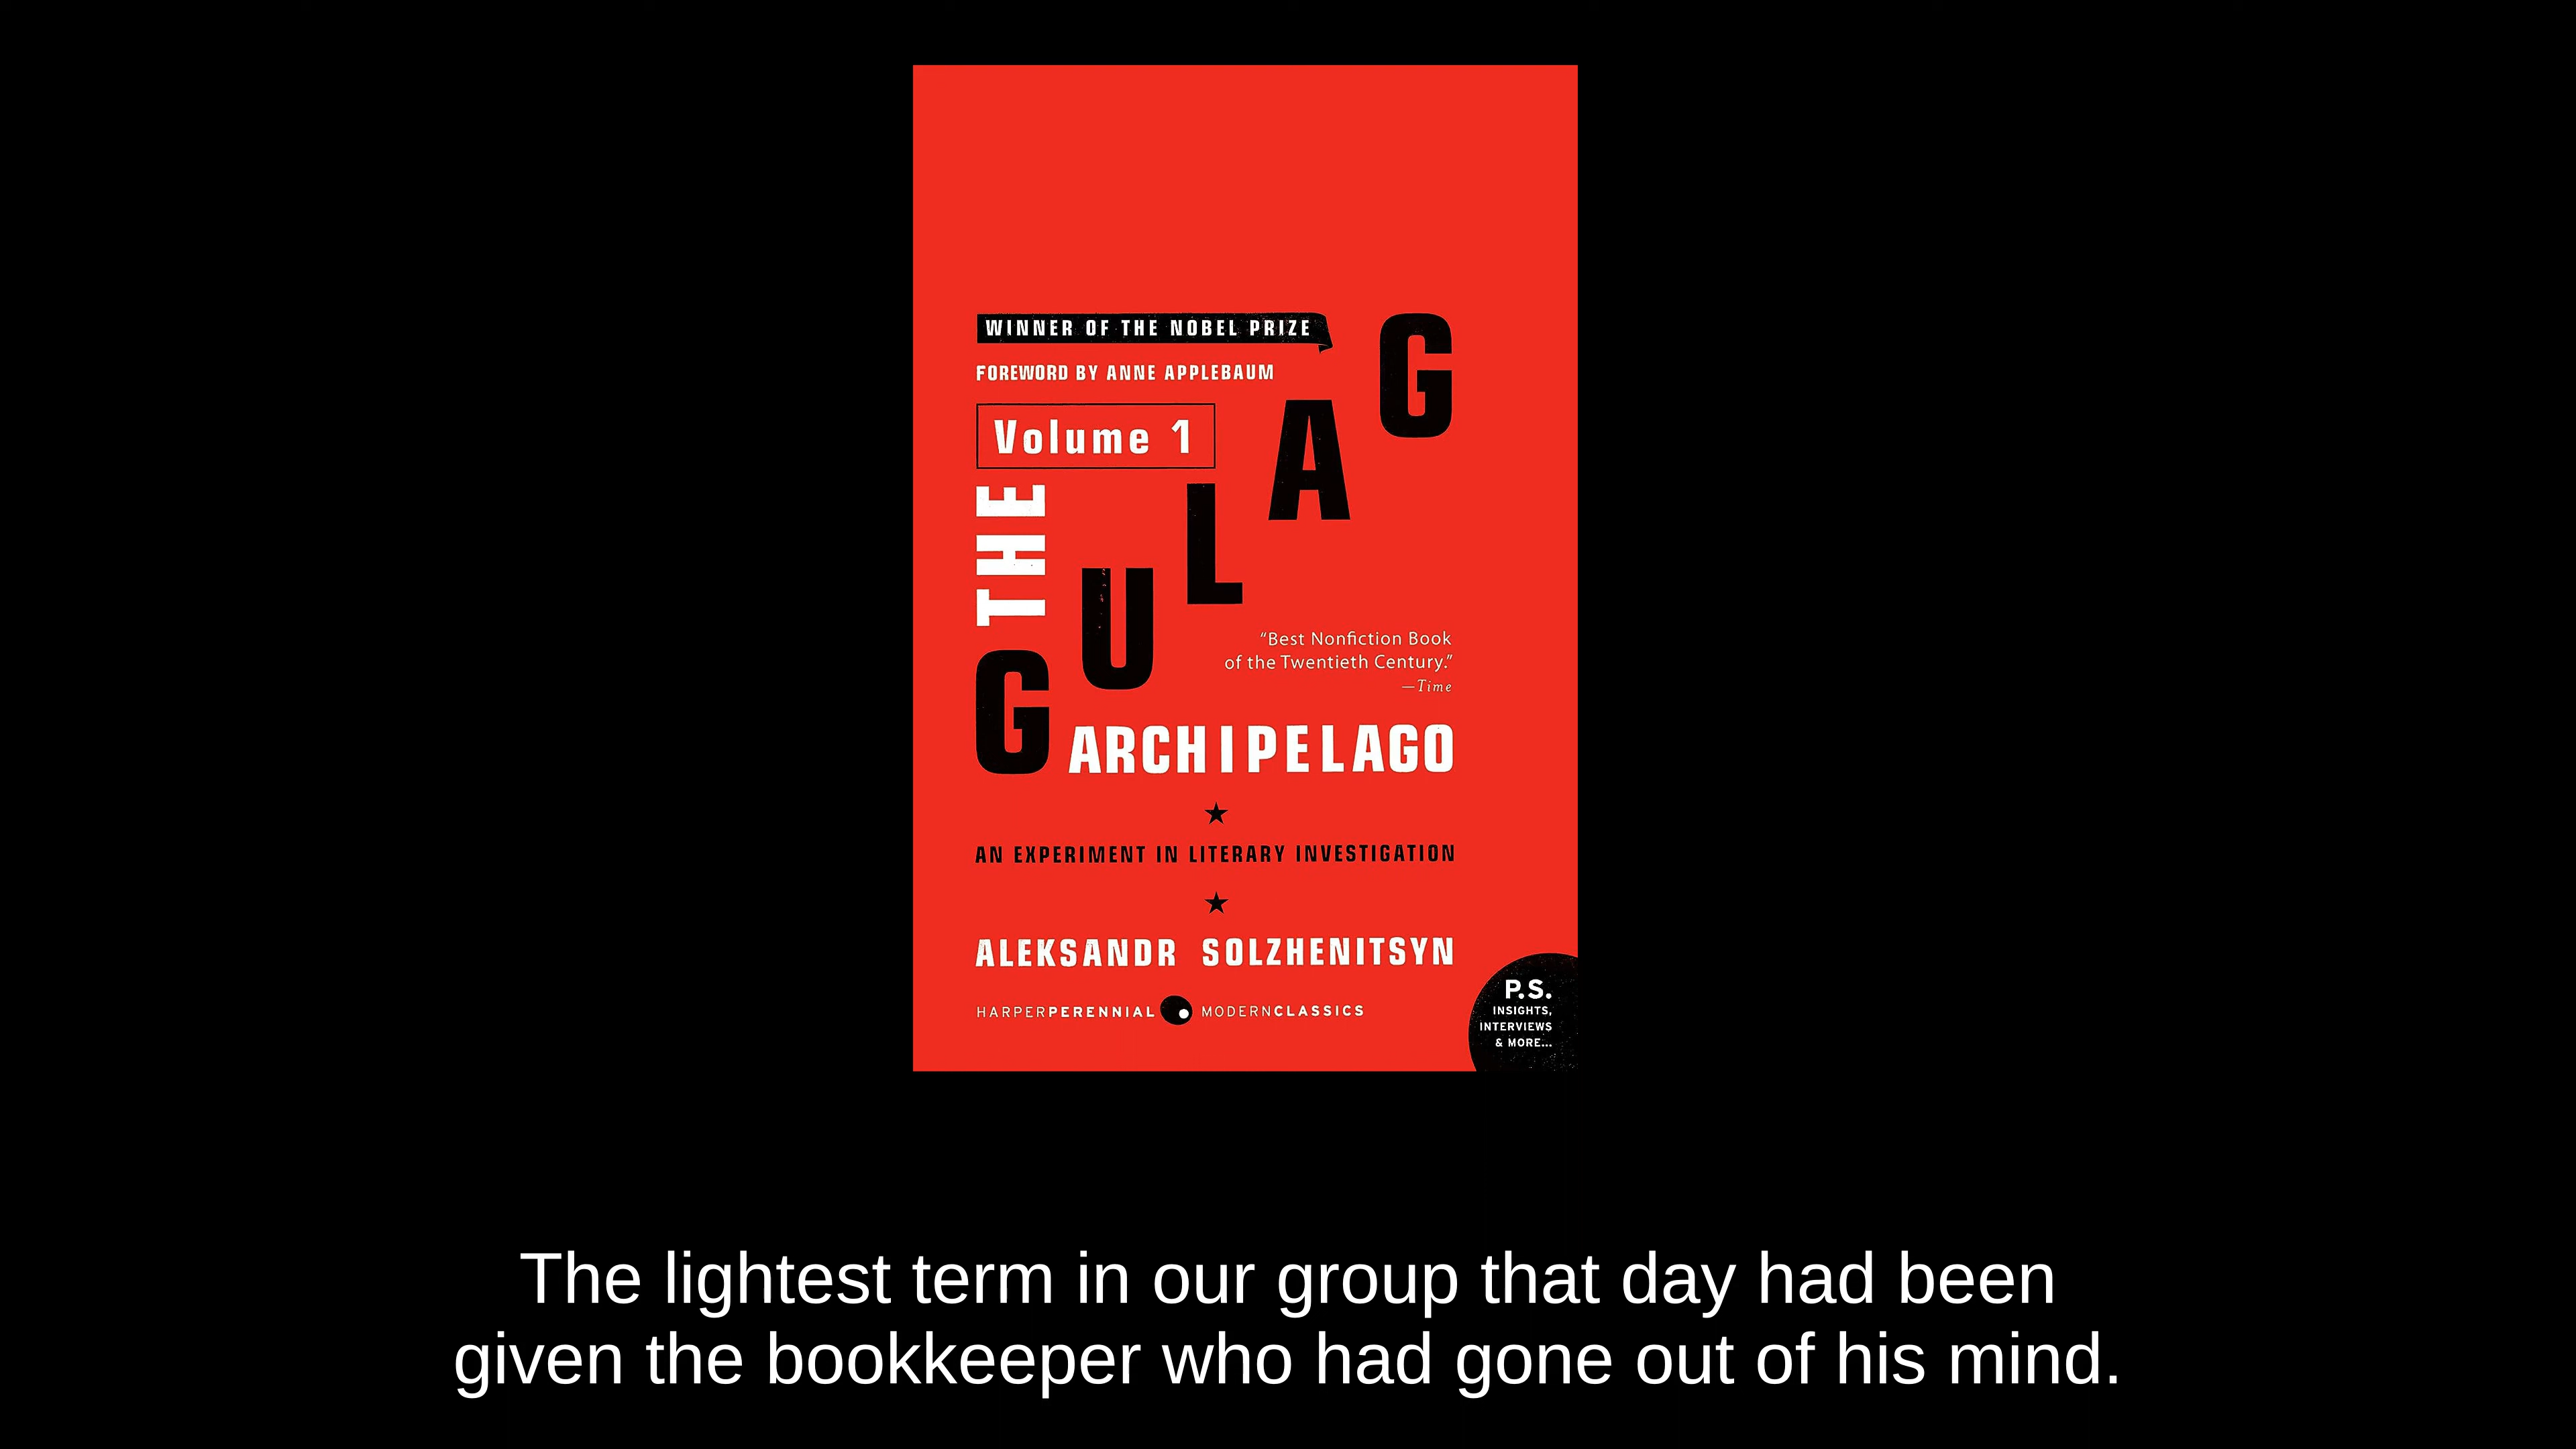 WINNER OF THE NOBEL PRIZE
FOREWORD BY ANNE APPLEBAUM
Volume 1
THE
GULAG
ARCHIPELAGO
“Best Nonfiction Book
of the Twentieth Century.”
—Time
AN EXPERIMENT IN LITERARY INVESTIGATION
ALEKSANDR SOLZHENITSYN
HARPERPERENNIAL MODERNCLASSICS
P.S.
INSIGHTS,
INTERVIEWS
& MORE...
The lightest term in our group that day had been
given the bookkeeper who had gone out of his mind.